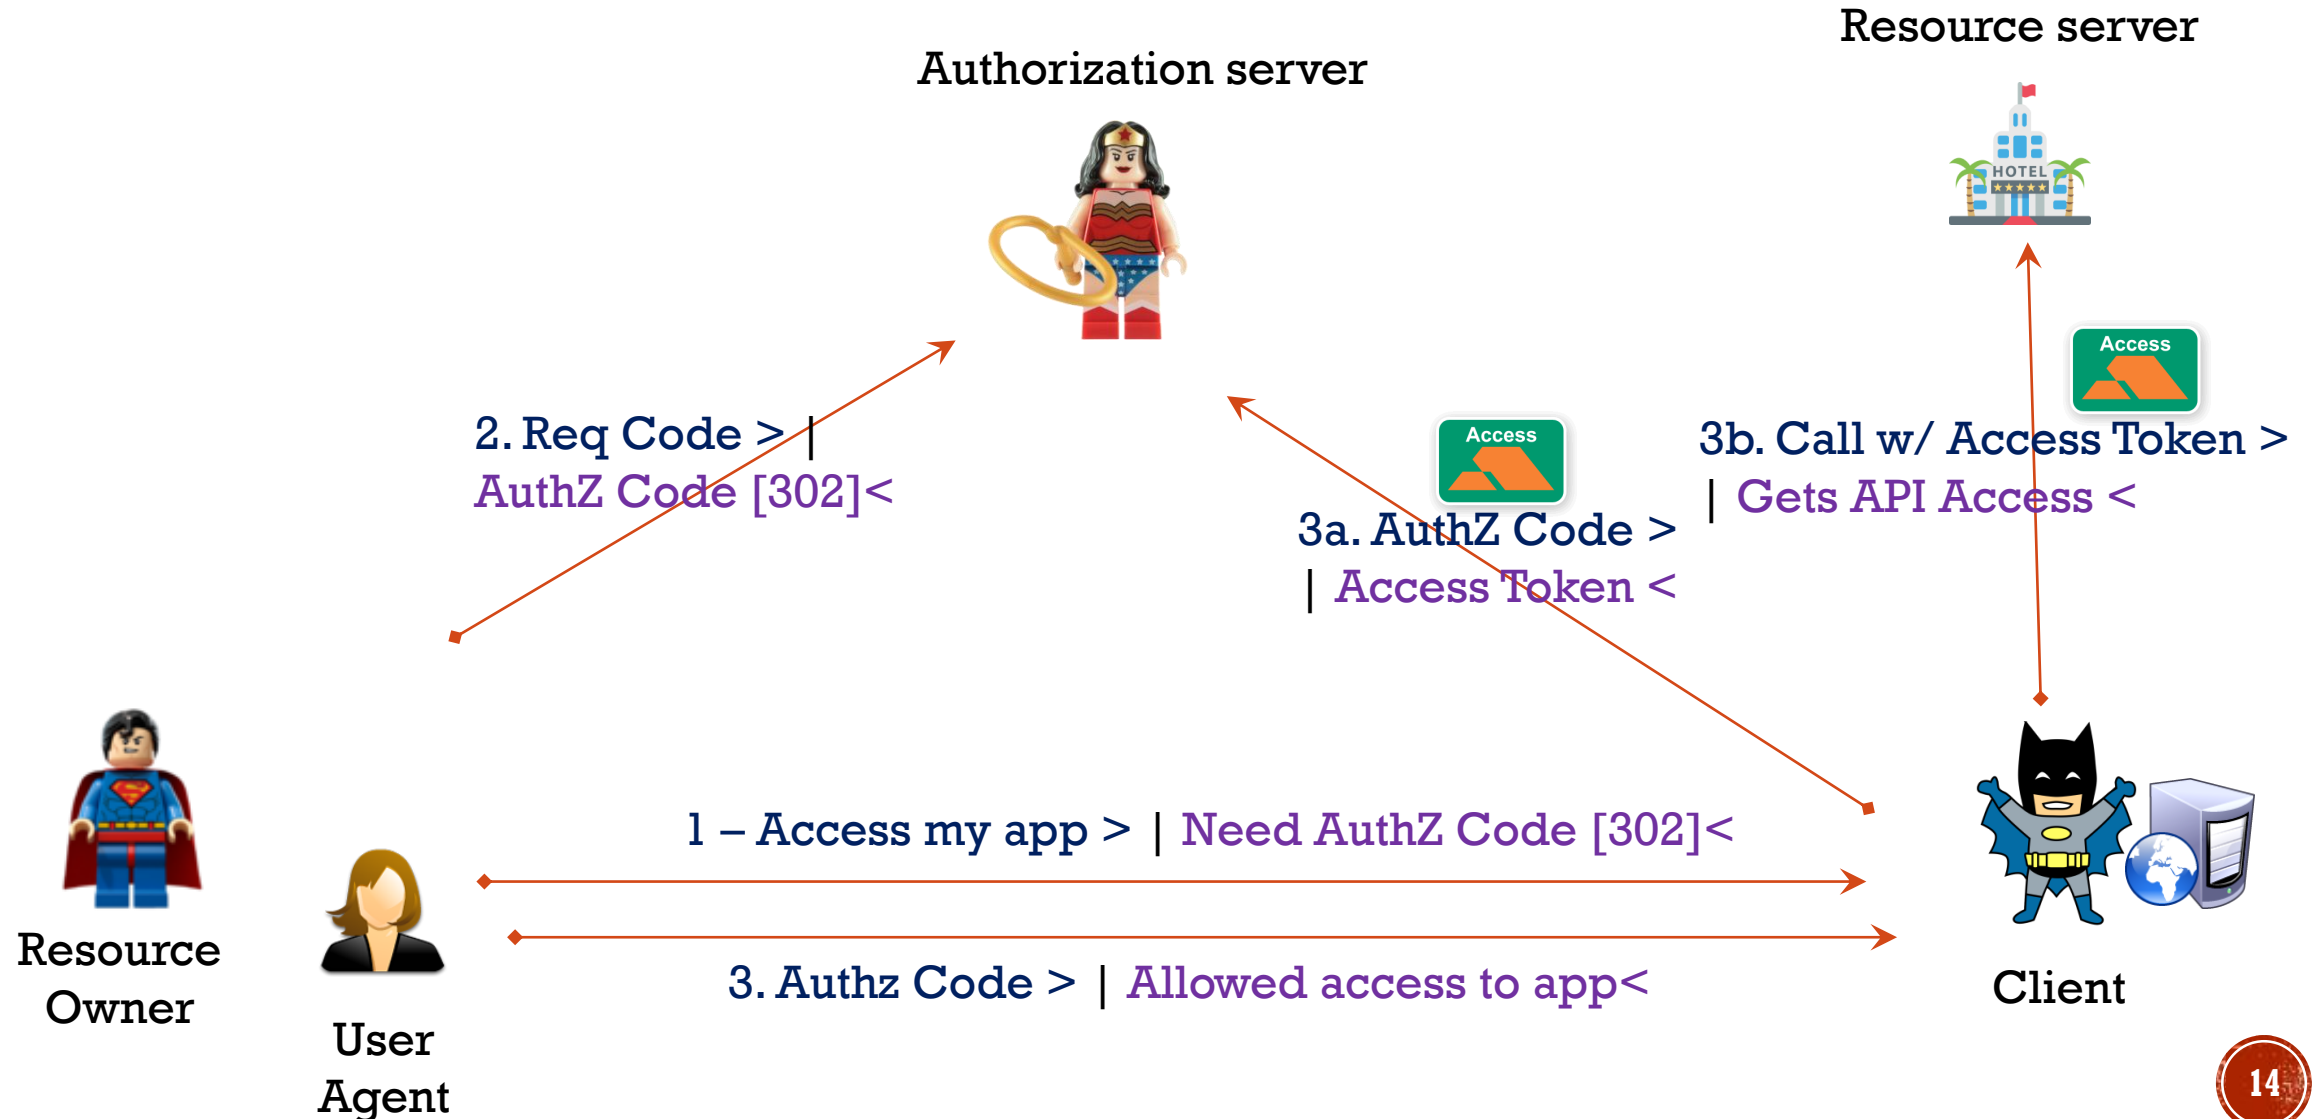 Resource server
Authorization server
HOTEL
Access
2. Req Code > |
AuthZ Code [302]<
Access
3b. Call w/ Access Token >
| Gets API Access <
3a. AuthZ Code >
| Access Token <
1 – Access my app > | Need AuthZ Code [302]<
Resource
Owner
3. Authz Code > | Allowed access to app<
Client
User
Agent
14